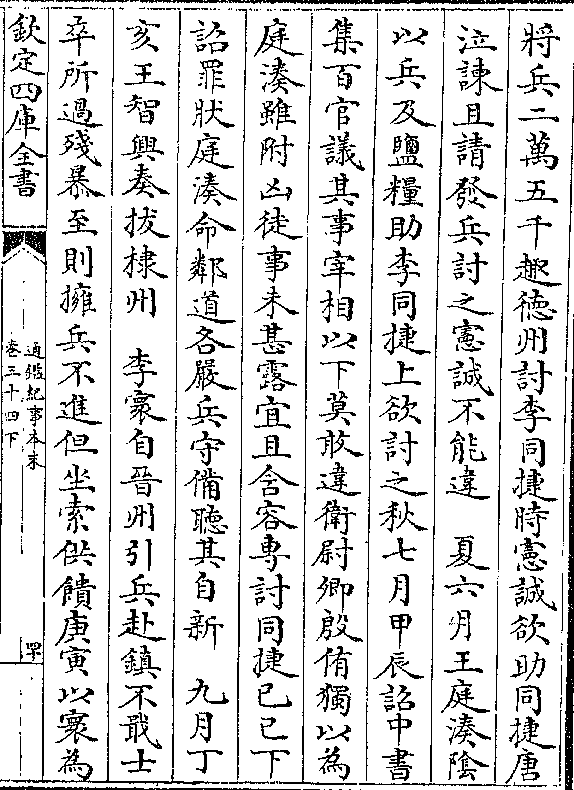 將兵二萬五千趣德州討李同捷時憲誠欲助同捷唐
泣諫且請發兵討之憲誠不能違　夏六月王庭湊隂
以兵及鹽糧助李同捷上欲討之秋七月甲辰詔中書
集百官議其事宰相以下莫敢違衛尉卿殷侑獨以為
庭湊雖附凶徒事未甚露宜且含容專討同捷己巳下
詔罪狀庭湊命鄰道各嚴兵守備聽其自新　九月丁
亥王智興奏拔棣州　李寰自晉州引兵赴鎮不戢士
卒所過殘暴至則擁兵不進但坐索供饋庚寅以寰為
欽定四庫全書
通鑑紀事本末
卷三十四下